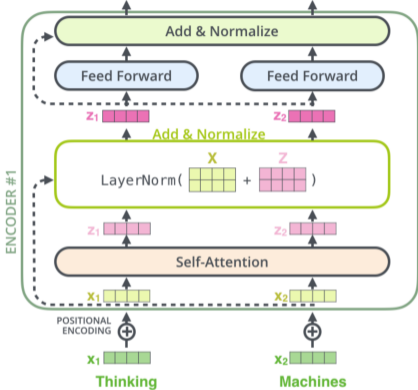 Add & Normalize
Feed Forward Feed Forward
z1 z2
Add & Normalize
X Z
LayerNorm( + )
ENCODER #1
z1 z2
Self-Attention
x1 x2
POSITIONAL
ENCODING
x1 x2
Thinking Machines